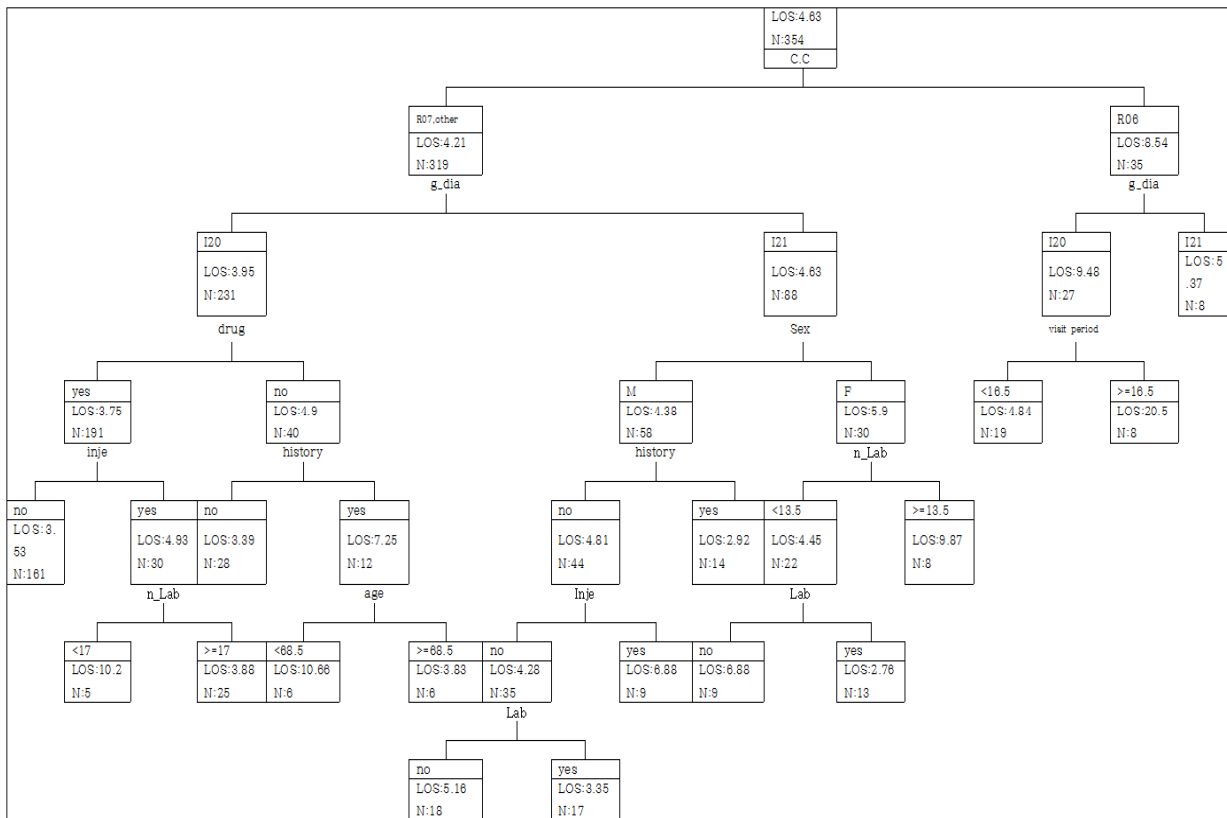 LOS:4.63
N:354
C.C
R07,other
LOS:4.21
N:319
g_dia
R06
LOS:8.54
N:35
g_dia
I20
LOS:3.95
N:231
drug
I21
LOS:4.63
N:88
Sex
I20
LOS:9.48
N:27
visit period
I21
LOS:5
.37
N:8
yes
LOS:3.75
N:191
inje
no
LOS:4.9
N:40
history
M
LOS:4.38
N:58
history
F
LOS:5.9
N:30
n_Lab
<16.5
LOS:4.84
N:19
>=16.5
LOS:20.5
N:8
no
LOS:3.
53
N:161
yes
LOS:4.93
N:30
n_Lab
no
LOS:3.39
N:28
yes
LOS:7.25
N:12
age
no
LOS:4.81
N:44
Inje
yes
LOS:2.92
N:14
<13.5
LOS:4.45
N:22
Lab
>=13.5
LOS:9.87
N:8
<17
LOS:10.2
N:5
>=17
LOS:3.88
N:25
<68.5
LOS:10.66
N:6
>=68.5
LOS:3.83
N:6
no
LOS:4.28
N:35
Lab
yes
LOS:6.88
N:9
no
LOS:6.88
N:9
yes
LOS:2.76
N:13
no
LOS:5.16
N:18
yes
LOS:3.35
N:17